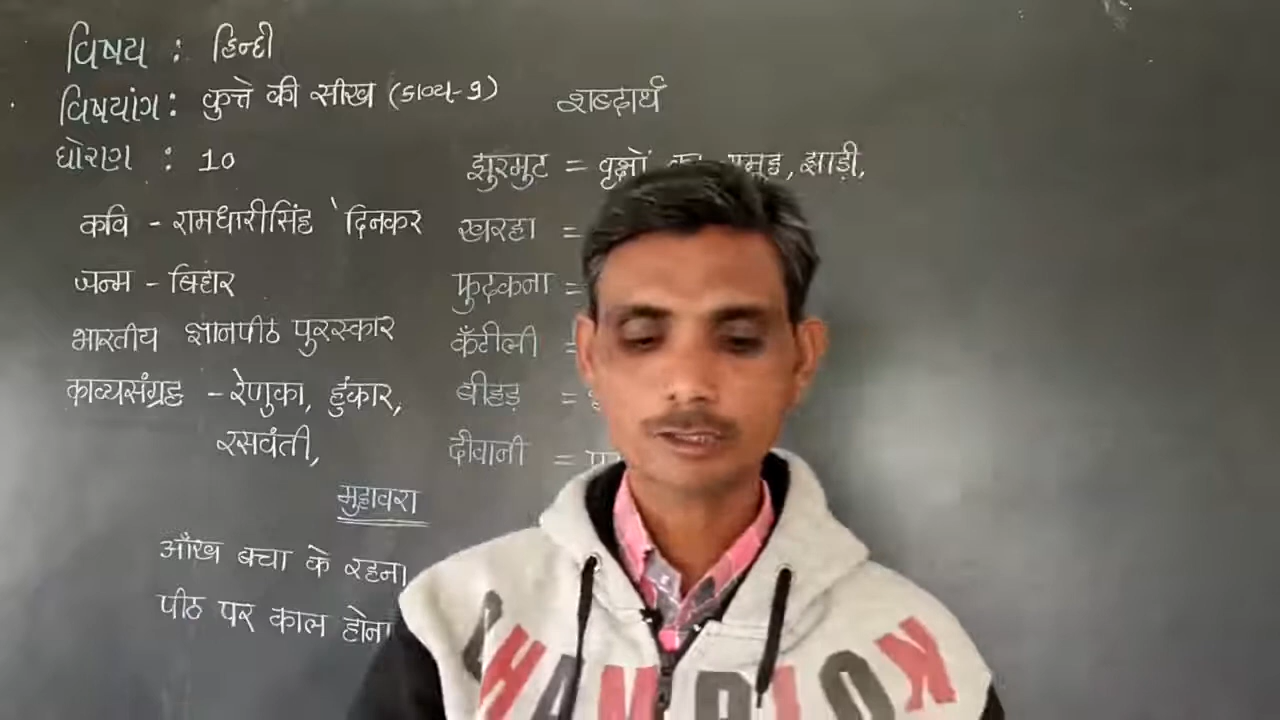 विषय : हिन्दी
विषयांग : कुत्ते की सीख (काव्य-9)
धोरण : 10
कवि - रामधारीसिंह 'दिनकर
जन्म - बिहार
भारतीय ज्ञानपीठ पुरस्कार
काव्यसंग्रह - रेणुका, हुंकार,
रसवंती,
मुहावरा
आँख बचा के रहना
पीठ पर काल होना
शब्दार्थ
झुरमुट = वृक्षों का समूह, झाड़ी,
खरहा =
फुदकना =
कँटीली =
बीहड़ =
दीवानी =
CHAMPION